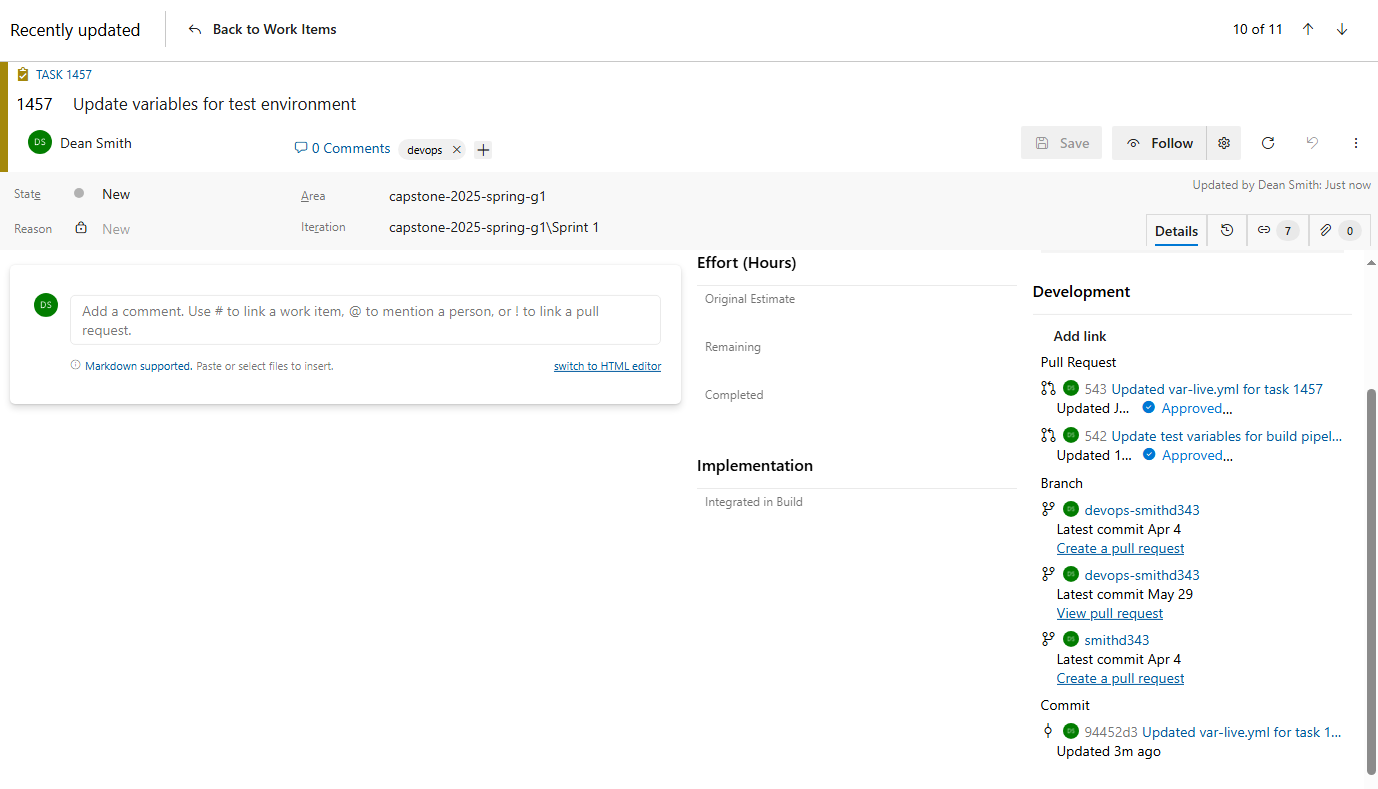 Recently updated
Back to Work Items
10 of 11
TASK 1457
1457 Update variables for test environment
DS Dean Smith
0 Comments
devops
Save
Follow
State New
Area capstone-2025-spring-g1
Updated by Dean Smith: Just now
Reason New
Iteration capstone-2025-spring-g1\Sprint 1
Details
7
0
DS
Add a comment. Use # to link a work item, @ to mention a person, or ! to link a pull
request.
Markdown supported. Paste or select files to insert.
switch to HTML editor
Effort (Hours)
Original Estimate
Remaining
Completed
Implementation
Integrated in Build
Development
Add link
Pull Request
DS 543 Updated var-live.yml for task 1457
Updated J... Approved...
DS 542 Update test variables for build pipel...
Updated 1... Approved...
Branch
DS devops-smithd343
Latest commit Apr 4
Create a pull request
DS devops-smithd343
Latest commit May 29
View pull request
DS smithd343
Latest commit Apr 4
Create a pull request
Commit
DS 94452d3 Updated var-live.yml for task 1...
Updated 3m ago